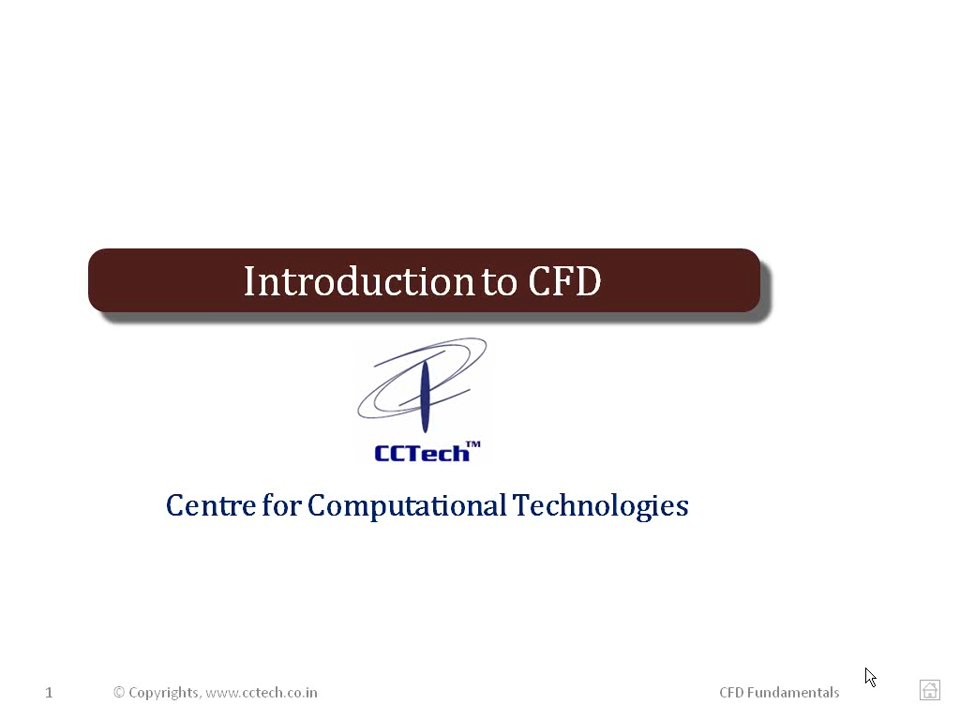 Introduction to CFD
CCTech™
Centre for Computational Technologies
1
© Copyrights, www.cctech.co.in
CFD Fundamentals